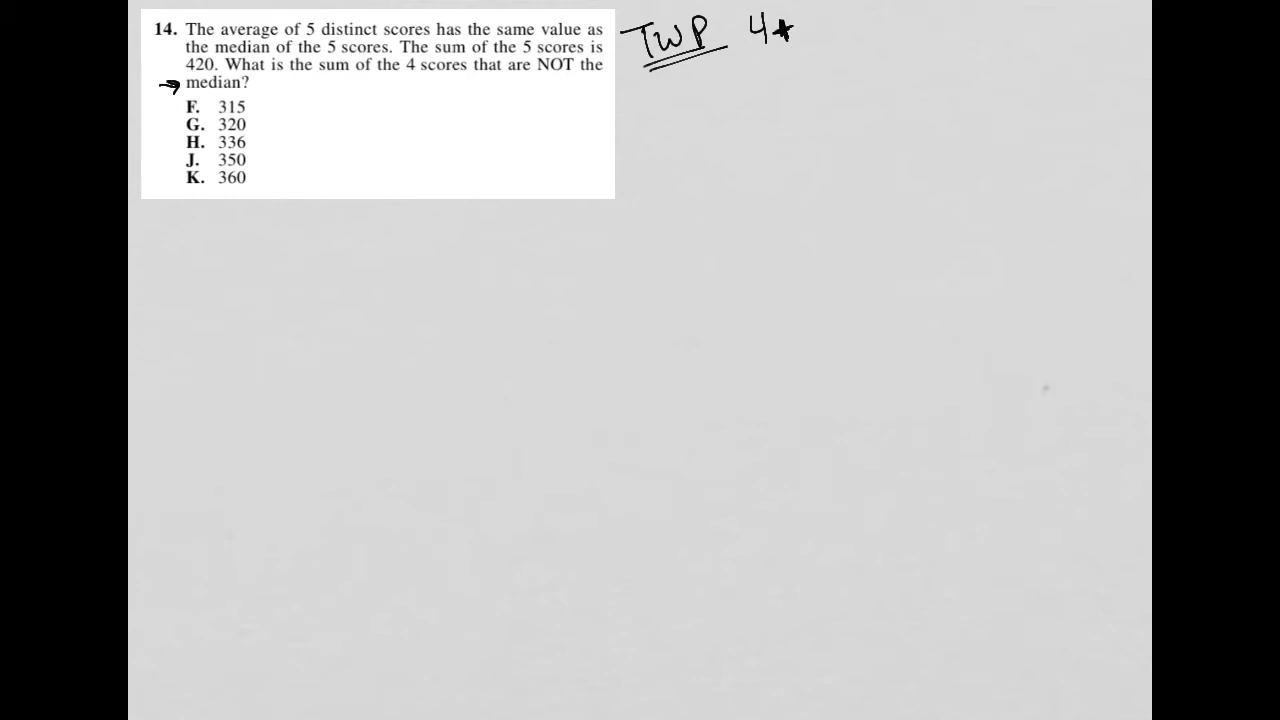 14. The average of 5 distinct scores has the same value as
the median of the 5 scores. The sum of the 5 scores is
420. What is the sum of the 4 scores that are NOT the
median?
F. 315
G. 320
H. 336
J. 350
K. 360
TWP 4★